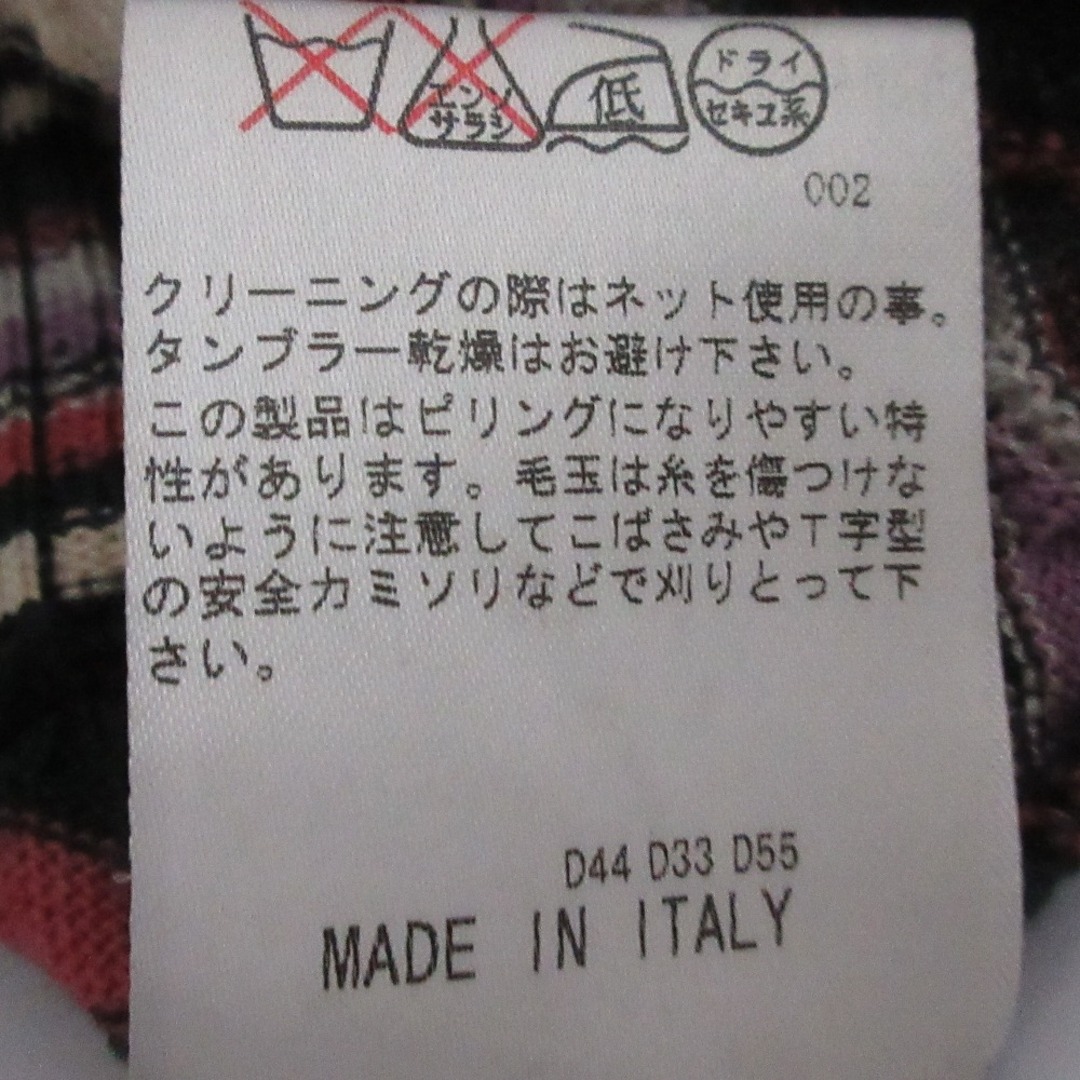 エンソ
サラシ
低
ドライ
セキユ系
002
クリーニングの際はネット使用の事。
タンブラー乾燥はお避け下さい。
この製品はピリングになりやすい特
性があります。毛玉は糸を傷つけな
いように注意してこばさみやT字型
の安全カミソリなどで刈りとって下
さい。
D44 D33 D55
MADE IN ITALY